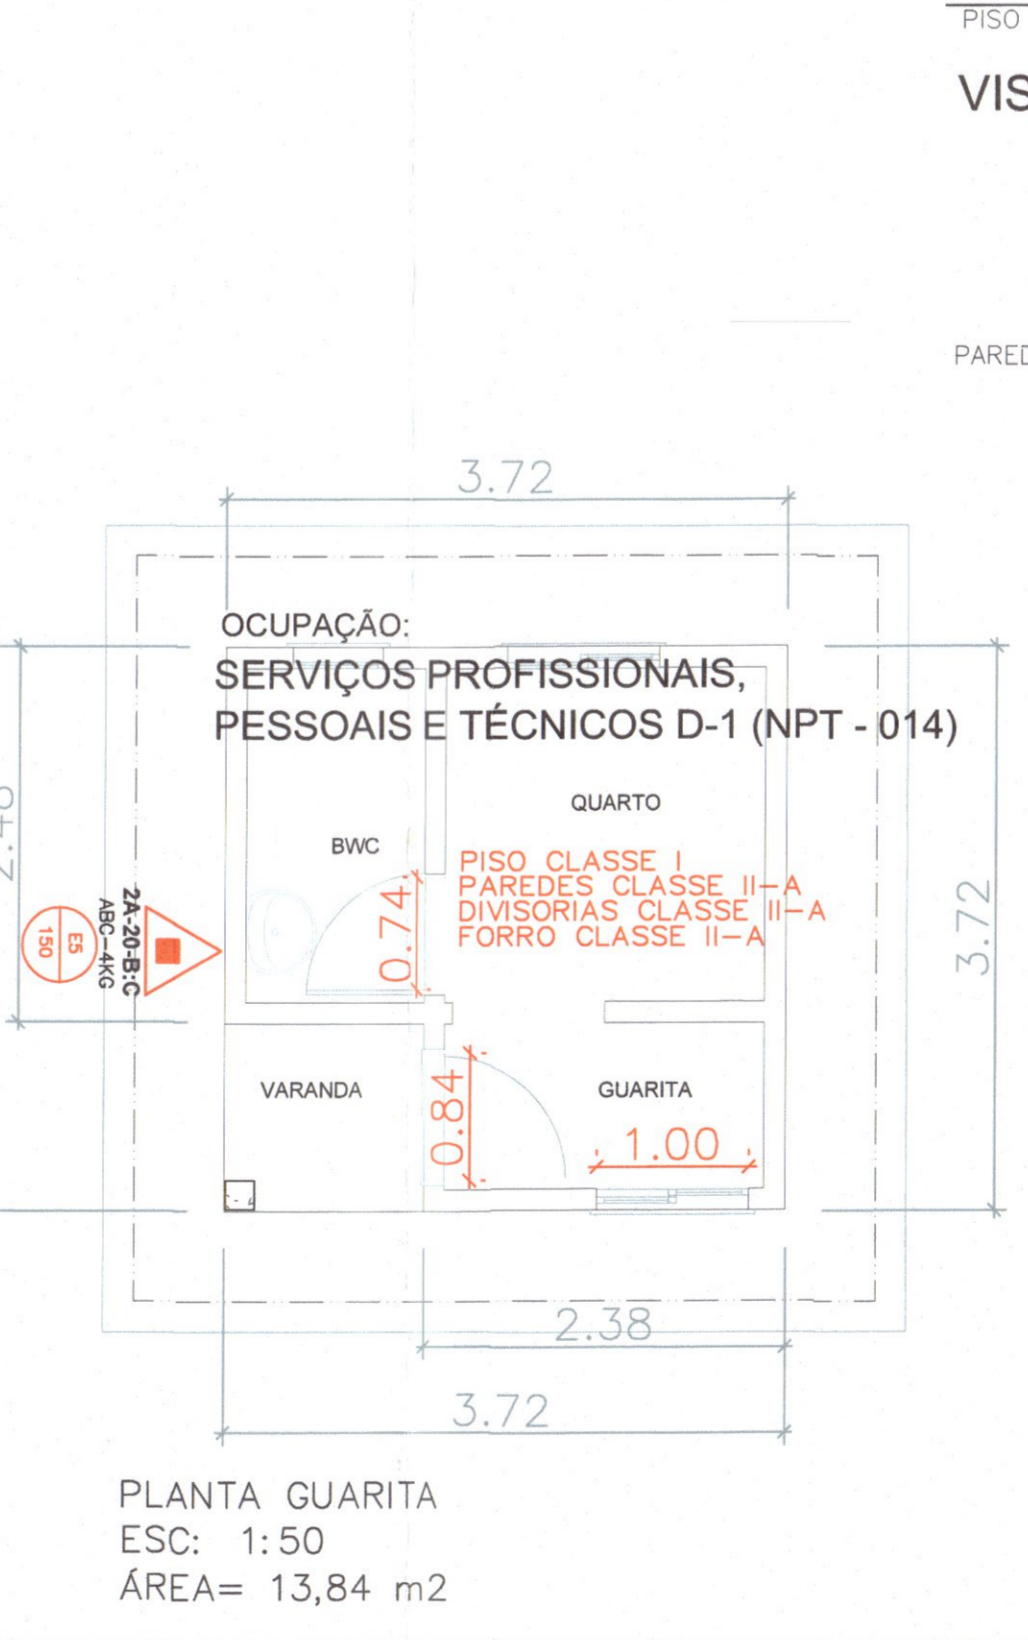 PISO
VIS
PARED
3.72
OCUPAÇÃO:
SERVIÇOS PROFISSIONAIS,
PESSOAIS E TÉCNICOS D-1 (NPT - 014)
QUARTO
BWC
PISO CLASSE I
PAREDES CLASSE II-A
DIVISORIAS CLASSE II-A
FORRO CLASSE II-A
0.74
3.72
2A-20-B:C
ABC-4KG
E5
150
VARANDA
0.84
GUARITA
1.00
2.38
3.72
PLANTA GUARITA
ESC: 1:50
ÁREA= 13,84 m2